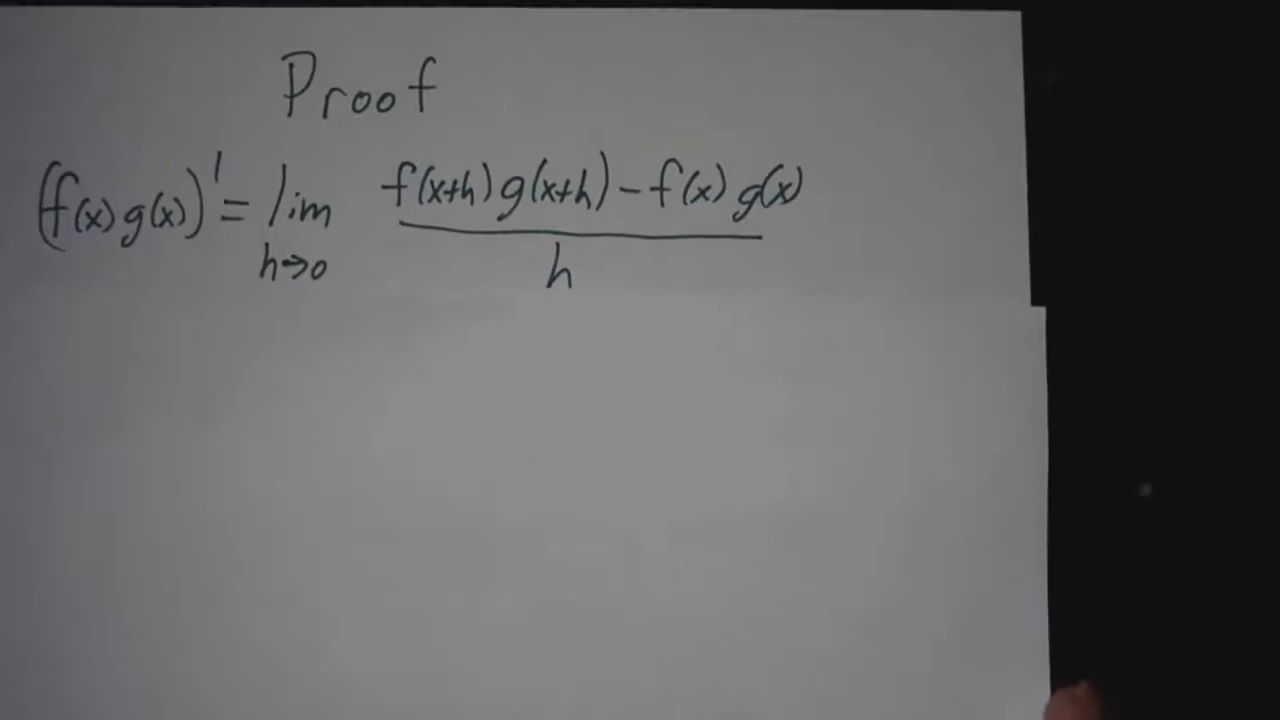 Proof
(f(x)g(x))' = lim h→0 f(x+h)g(x+h) - f(x)g(x) / h